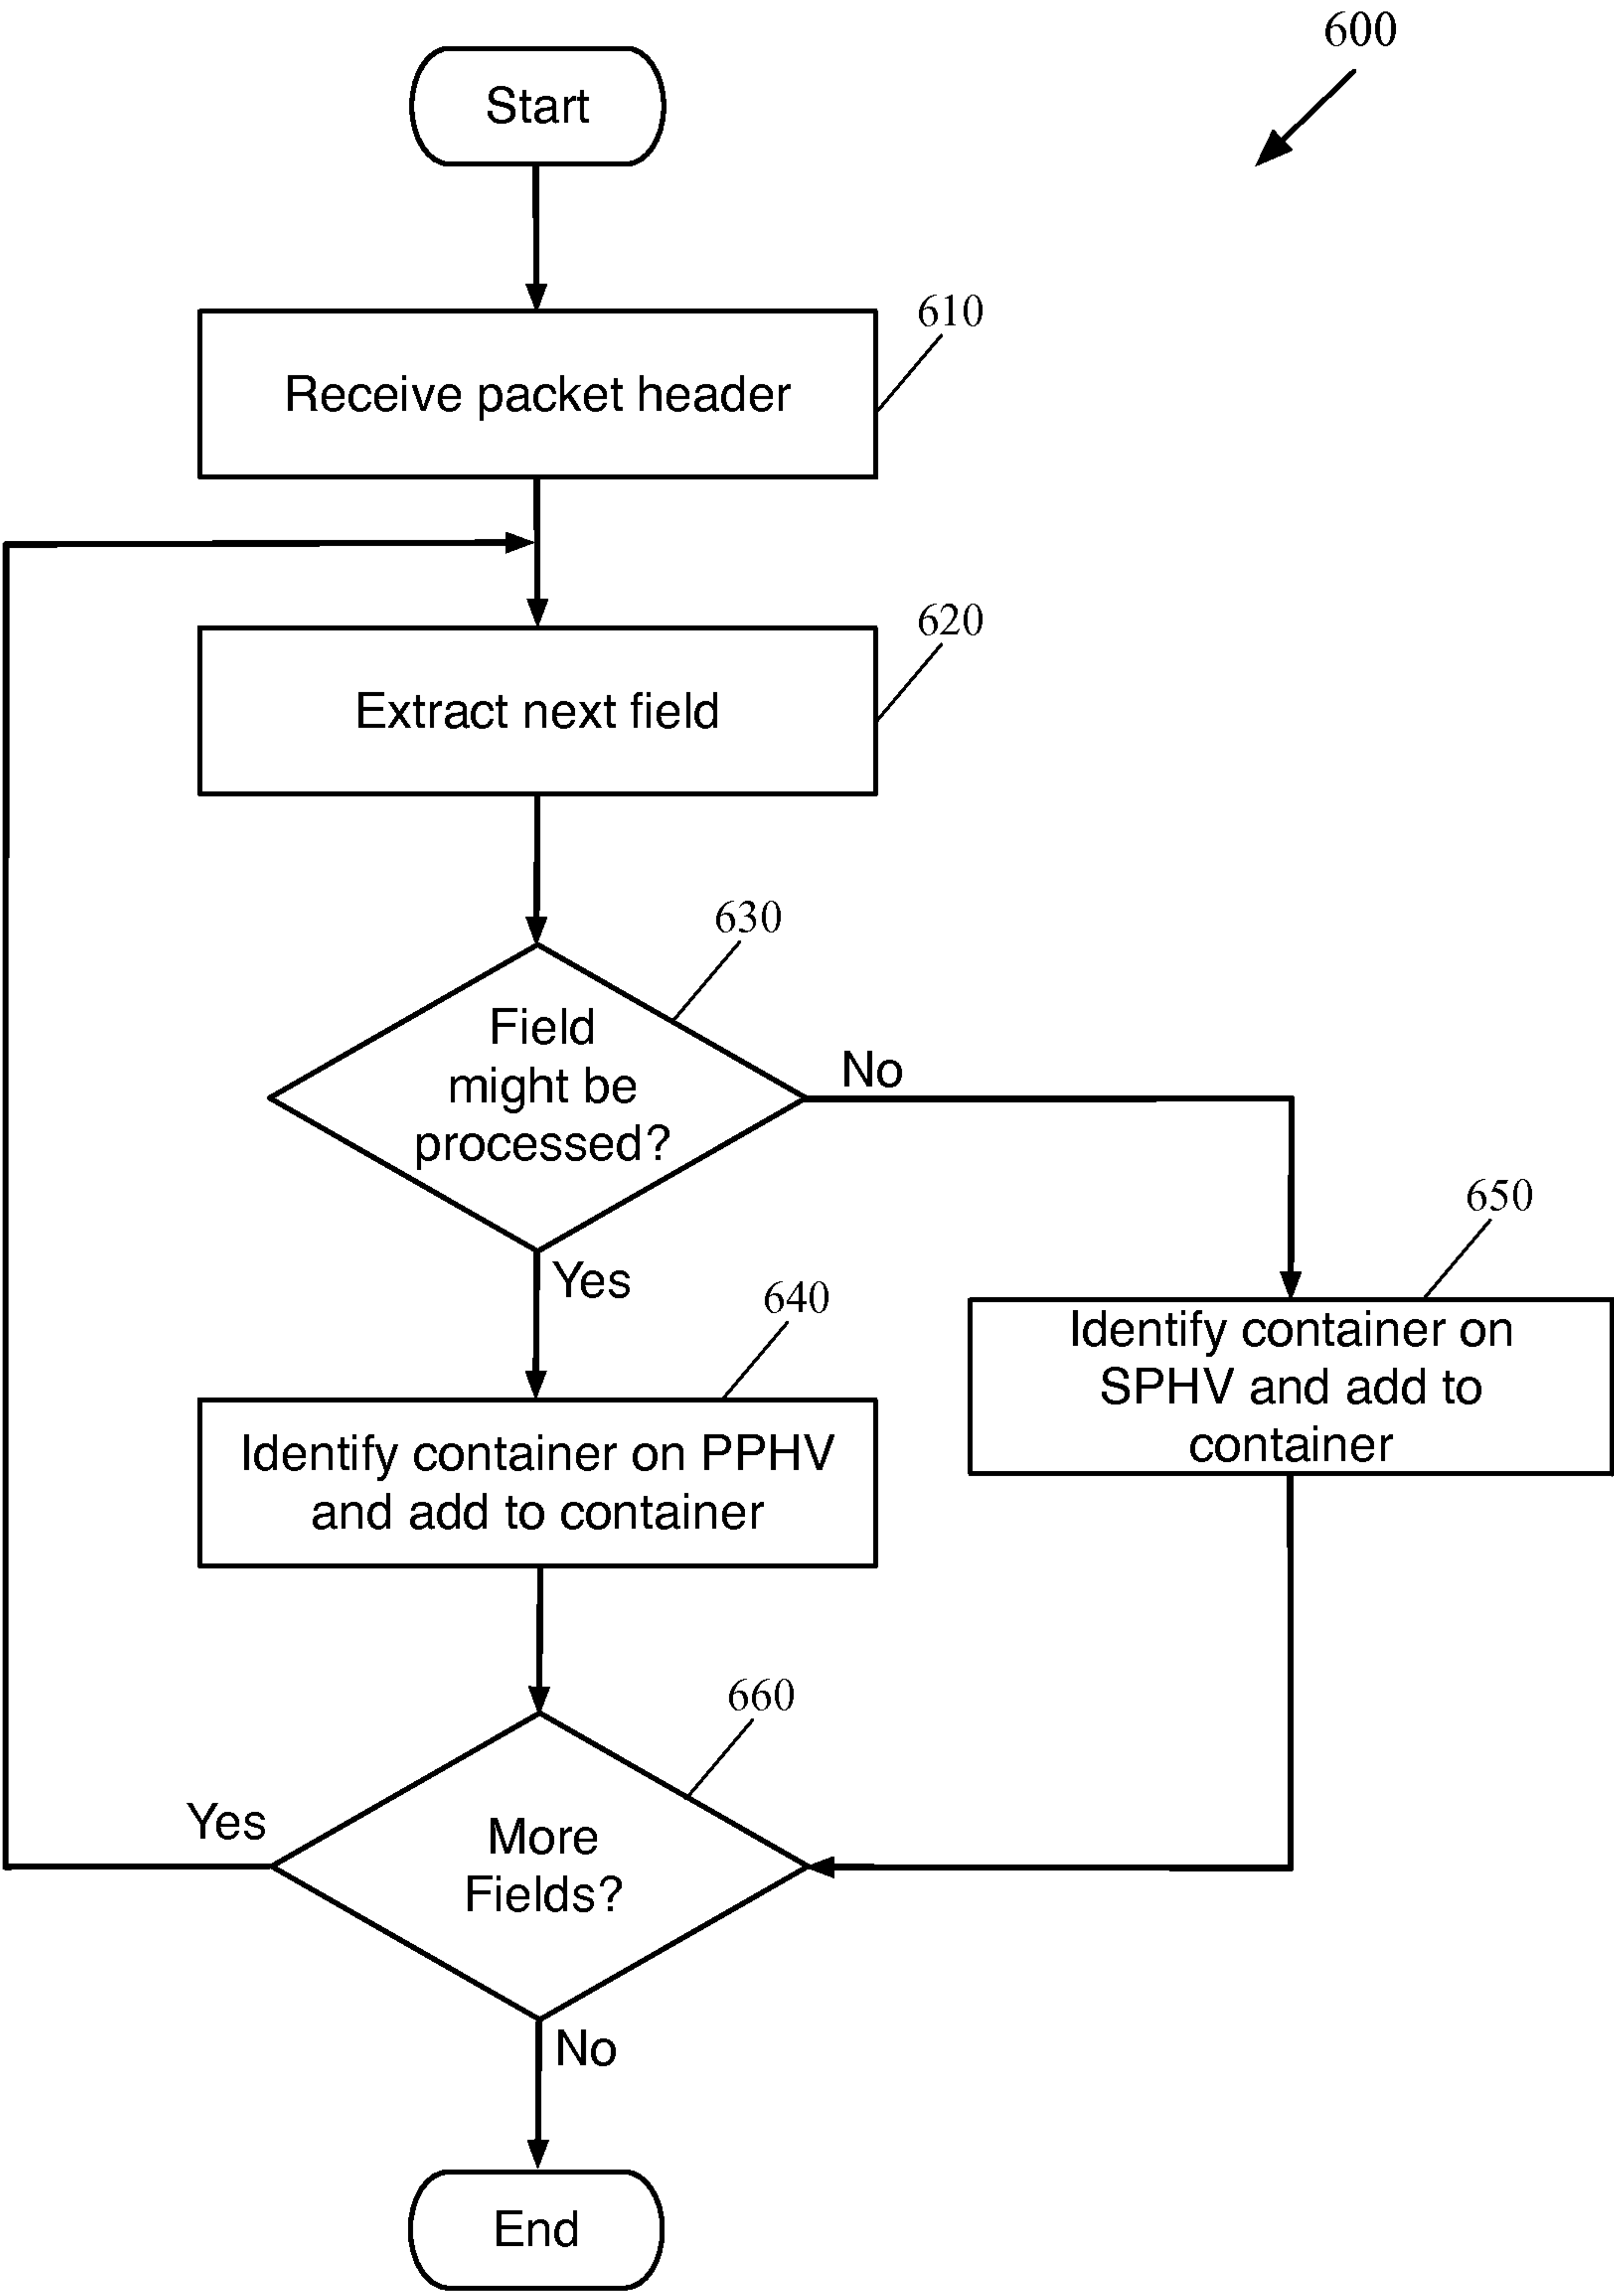 600
Start
610
Receive packet header
620
Extract next field
630
Field
might be
processed?
No
Yes
650
Identify container on
SPHV and add to
container
640
Identify container on PPHV
and add to container
660
Yes
More
Fields?
No
End